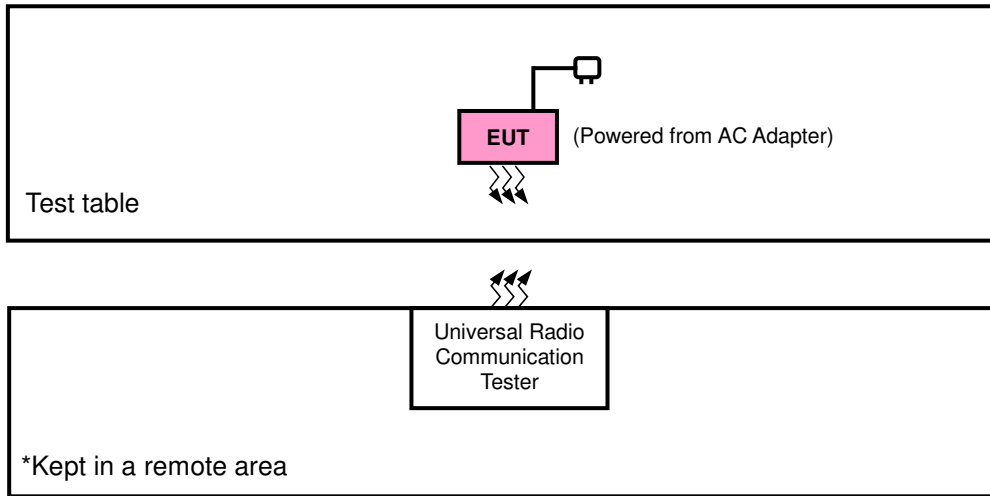 EUT
(Powered from AC Adapter)
Test table
Universal Radio
Communication
Tester
*Kept in a remote area